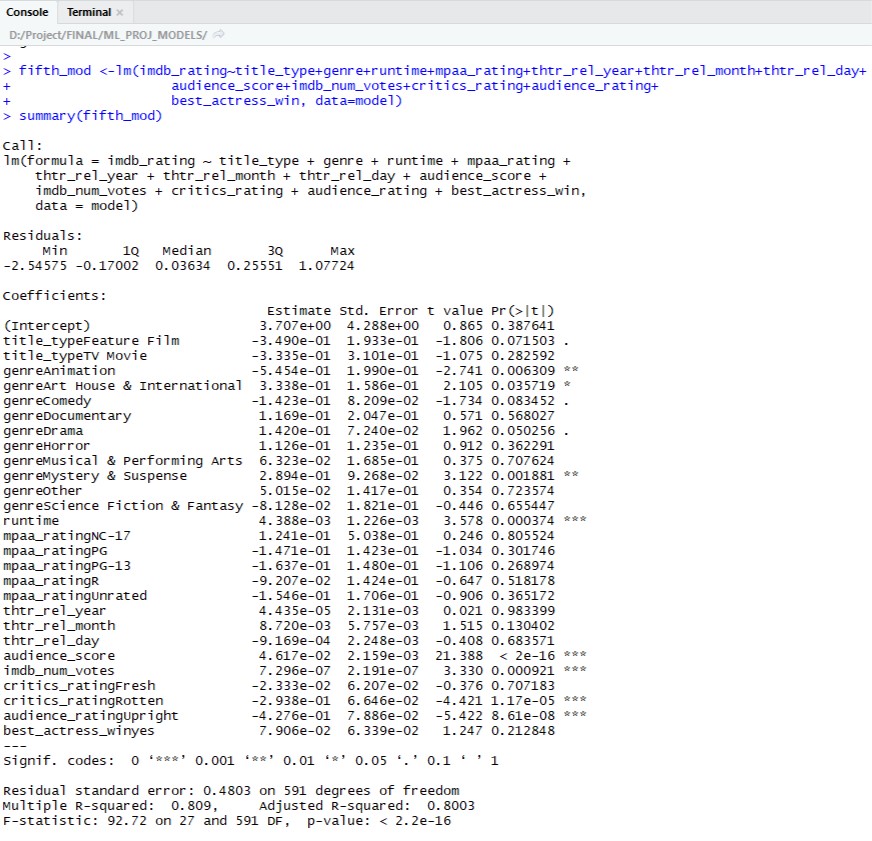 Console Terminal ×
D:/Project/FINAL/ML_PROJ_MODELS/
>
> fifth_mod <-lm(imdb_rating~title_type+genre+runtime+mpaa_rating+thtr_rel_year+thtr_rel_month+thtr_rel_day+
+ audience_score+imdb_num_votes+critics_rating+audience_rating+
+ best_actress_win, data=model)
> summary(fifth_mod)
Call:
lm(formula = imdb_rating ~ title_type + genre + runtime + mpaa_rating +
thtr_rel_year + thtr_rel_month + thtr_rel_day + audience_score +
imdb_num_votes + critics_rating + audience_rating + best_actress_win,
data = model)
Residuals:
Min 1Q Median 3Q Max
-2.54575 -0.17002 0.03634 0.25551 1.07724
Coefficients:
Estimate Std. Error t value Pr(>|t|)
(Intercept) 3.707e+00 4.288e+00 0.865 0.387641
title_typeFeature Film -3.490e-01 1.933e-01 -1.806 0.071503 .
title_typeTV Movie -3.335e-01 3.101e-01 -1.075 0.282592
genreAnimation -5.454e-01 1.990e-01 -2.741 0.006309 **
genreArt House & International 3.338e-01 1.586e-01 2.105 0.035719 *
genreComedy -1.423e-01 8.209e-02 -1.734 0.083452 .
genreDocumentary 1.169e-01 2.047e-01 0.571 0.568027
genreDrama 1.420e-01 7.240e-02 1.962 0.050256 .
genreHorror 1.126e-01 1.235e-01 0.912 0.362291
genreMusical & Performing Arts 6.323e-02 1.685e-01 0.375 0.707624
genreMystery & Suspense 2.894e-01 9.268e-02 3.122 0.001881 **
genreOther 5.015e-02 1.417e-01 0.354 0.723574
genreScience Fiction & Fantasy -8.128e-02 1.821e-01 -0.446 0.655447
runtime 4.388e-03 1.226e-03 3.578 0.000374 ***
mpaa_ratingNC-17 1.241e-01 5.038e-01 0.246 0.805524
mpaa_ratingPG -1.471e-01 1.423e-01 -1.034 0.301746
mpaa_ratingPG-13 -1.637e-01 1.480e-01 -1.106 0.268974
mpaa_ratingR -9.207e-02 1.424e-01 -0.647 0.518178
mpaa_ratingUnrated -1.546e-01 1.706e-01 -0.906 0.365172
thtr_rel_year 4.435e-05 2.131e-03 0.021 0.983399
thtr_rel_month 8.720e-03 5.757e-03 1.515 0.130402
thtr_rel_day -9.169e-04 2.248e-03 -0.408 0.683571
audience_score 4.617e-02 2.159e-03 21.388 < 2e-16 ***
imdb_num_votes 7.296e-07 2.191e-07 3.330 0.000921 ***
critics_ratingFresh -2.333e-02 6.207e-02 -0.376 0.707183
critics_ratingRotten -2.938e-01 6.646e-02 -4.421 1.17e-05 ***
audience_ratingUpright -4.276e-01 7.886e-02 -5.422 8.61e-08 ***
best_actress_winyes 7.906e-02 6.339e-02 1.247 0.212848
---
Signif. codes: 0 ‘***’ 0.001 ‘**’ 0.01 ‘*’ 0.05 ‘.’ 0.1 ‘ ’ 1
Residual standard error: 0.4803 on 591 degrees of freedom
Multiple R-squared: 0.809, Adjusted R-squared: 0.8003
F-statistic: 92.72 on 27 and 591 DF, p-value: < 2.2e-16